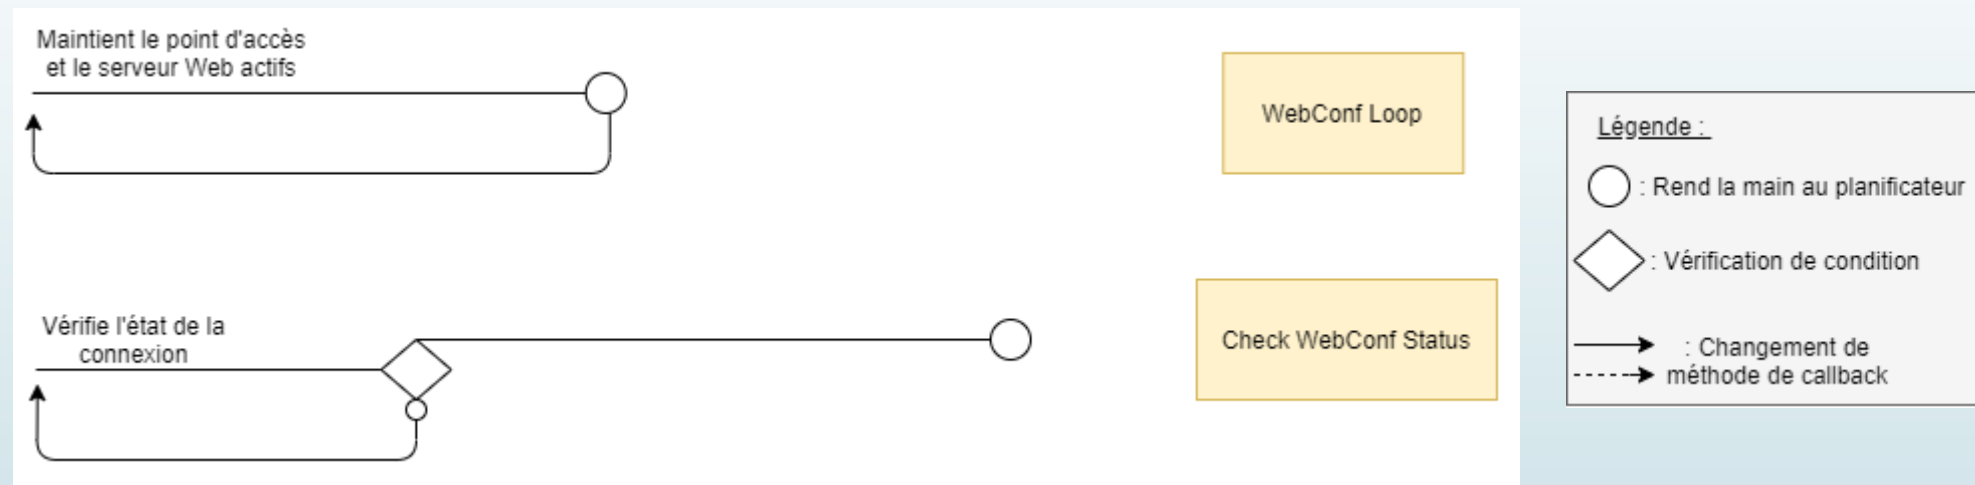 Maintient le point d'accès
et le serveur Web actifs
WebConf Loop
Légende :
: Rend la main au planificateur
: Vérification de condition
: Changement de
méthode de callback
Vérifie l'état de la
connexion
Check WebConf Status